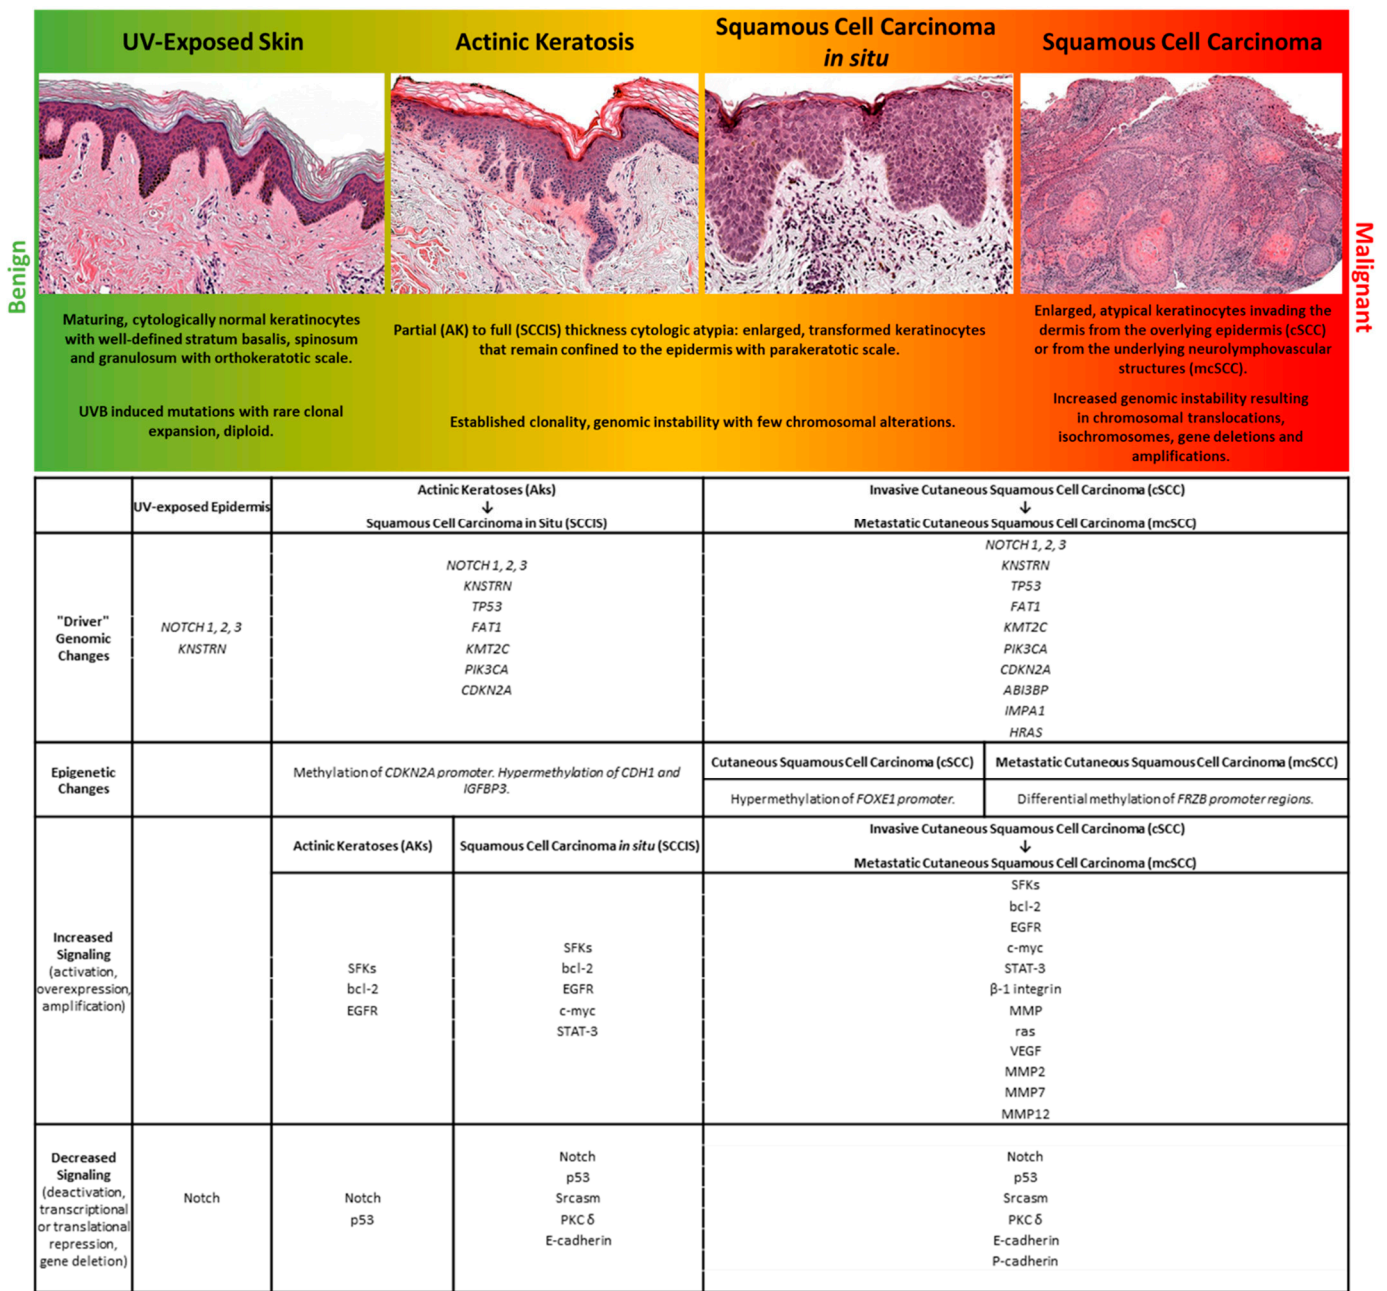 UV-Exposed Skin
Actinic Keratosis
Squamous Cell Carcinoma
in situ
Squamous Cell Carcinoma
Benign
Malignant
Maturing, cytologically normal keratinocytes
with well-defined stratum basalis, spinosum
and granulosum with orthokeratotic scale.
Partial (AK) to full (SCCIS) thickness cytologic atypia: enlarged, transformed keratinocytes
that remain confined to the epidermis with parakeratotic scale.
Enlarged, atypical keratinocytes invading the
dermis from the overlying epidermis (cSCC)
or from the underlying neurolymphovascular
structures (mcSCC).
UVB induced mutations with rare clonal
expansion, diploid.
Established clonality, genomic instability with few chromosomal alterations.
Increased genomic instability resulting
in chromosomal translocations,
isochromosomes, gene deletions and
amplifications.
UV-exposed Epidermis
Actinic Keratoses (Aks)
↓
Squamous Cell Carcinoma in Situ (SCCIS)
Invasive Cutaneous Squamous Cell Carcinoma (cSCC)
↓
Metastatic Cutaneous Squamous Cell Carcinoma (mcSCC)
"Driver"
Genomic
Changes
NOTCH 1, 2, 3
KNSTRN
NOTCH 1, 2, 3
KNSTRN
TP53
FAT1
KMT2C
PIK3CA
CDKN2A
NOTCH 1, 2, 3
KNSTRN
TP53
FAT1
KMT2C
PIK3CA
CDKN2A
ABI3BP
IMPA1
HRAS
Epigenetic
Changes
Methylation of CDKN2A promoter. Hypermethylation of CDH1 and
IGFBP3.
Cutaneous Squamous Cell Carcinoma (cSCC)
Metastatic Cutaneous Squamous Cell Carcinoma (mcSCC)
Hypermethylation of FOXE1 promoter.
Differential methylation of FRZB promoter regions.
Increased
Signaling
(activation,
overexpression,
amplification)
Actinic Keratoses (AKs)
Squamous Cell Carcinoma in situ (SCCIS)
Invasive Cutaneous Squamous Cell Carcinoma (cSCC)
↓
Metastatic Cutaneous Squamous Cell Carcinoma (mcSCC)
SFKs
bcl-2
EGFR
SFKs
bcl-2
EGFR
c-myc
STAT-3
SFKs
bcl-2
EGFR
c-myc
STAT-3
β-1 integrin
MMP
ras
VEGF
MMP2
MMP7
MMP12
Decreased
Signaling
(deactivation,
transcriptional
or translational
repression,
gene deletion)
Notch
Notch
p53
Notch
p53
Srcasm
PKC δ
E-cadherin
Notch
p53
Srcasm
PKC δ
E-cadherin
P-cadherin